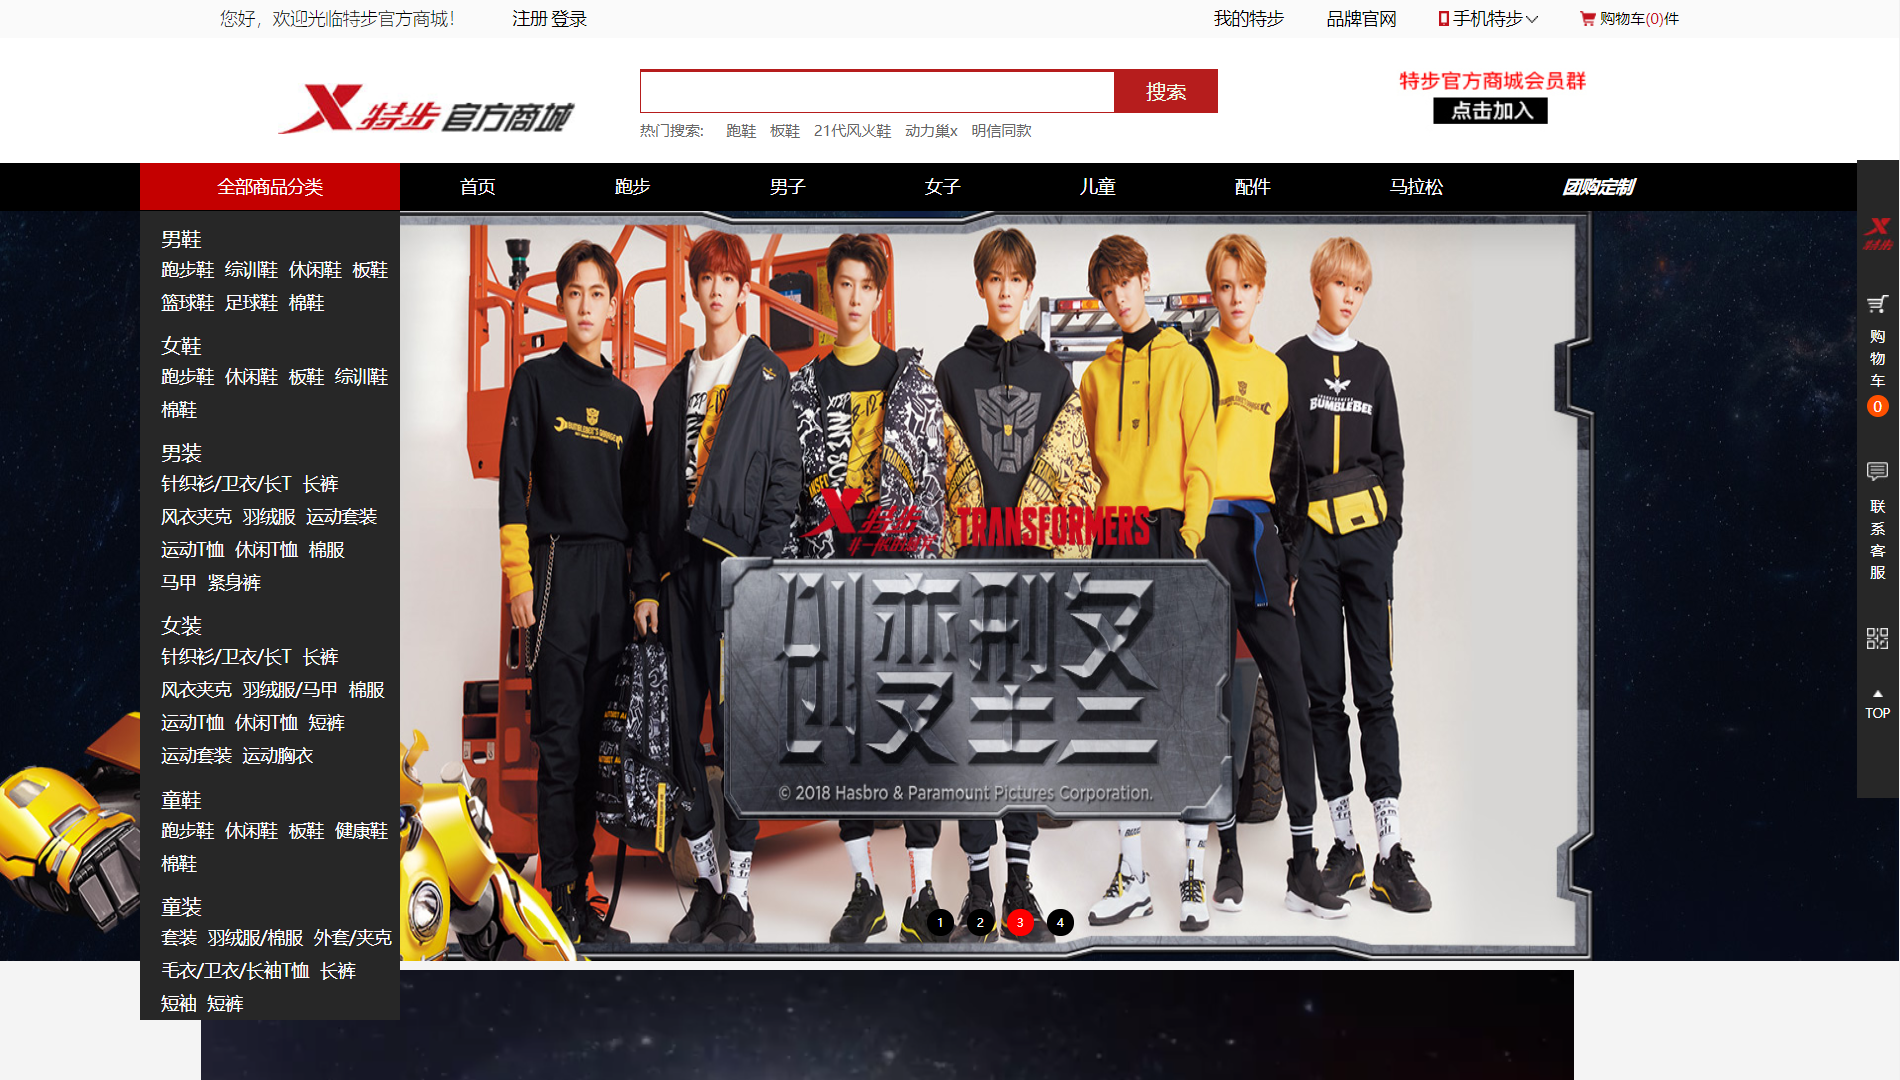 您好，欢迎光临特步官方商城！ 注册 登录
我的特步 品牌官网 手机特步 购物车(0)件
特步 官方商城
搜索
热门搜索: 跑鞋 板鞋 21代风火鞋 动力巢x 明信同款
特步官方商城会员群
点击加入
全部商品分类 首页 跑步 男子 女子 儿童 配件 马拉松 团购定制
男鞋
跑步鞋 综训鞋 休闲鞋 板鞋
篮球鞋 足球鞋 棉鞋
女鞋
跑步鞋 休闲鞋 板鞋 综训鞋
棉鞋
男装
针织衫/卫衣/长T 长裤
风衣夹克 羽绒服 运动套装
运动T恤 休闲T恤 棉服
马甲 紧身裤
女装
针织衫/卫衣/长T 长裤
风衣夹克 羽绒服/马甲 棉服
运动T恤 休闲T恤 短裤
运动套装 运动胸衣
童鞋
跑步鞋 休闲鞋 板鞋 健康鞋
棉鞋
童装
套装 羽绒服/棉服 外套/夹克
毛衣/卫衣/长袖T恤 长裤
短袖 短裤
BUMBLEBEE
特步 TRANSFORMERS
非一般的感觉
创变型动
© 2018 Hasbro & Paramount Pictures Corporation.
1 2 3 4
特步
购物车
0
联系客服
TOP